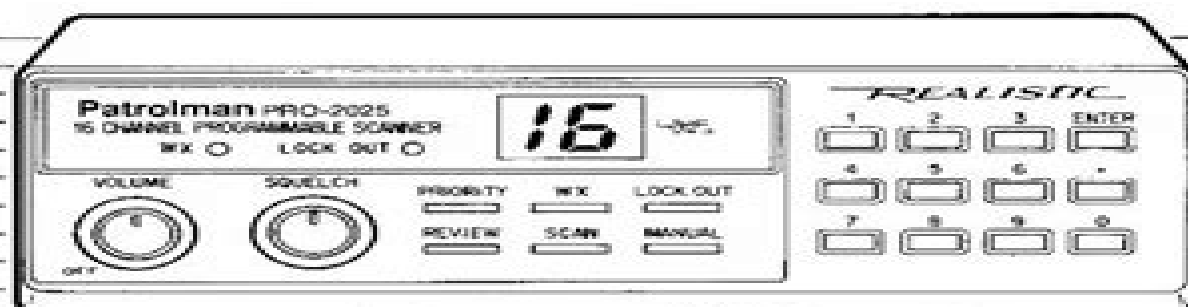 Patrolman PRO-2025
16 CHANNEL PROGRAMMABLE SCANNER
WX LOCK OUT
16
REALISTIC
1 2 3 ENTER
4 5 6 .
7 8 9 0
VOLUME SQUELCH
OFF
PRIORITY WX LOCK OUT
REVIEW SCAN MANUAL